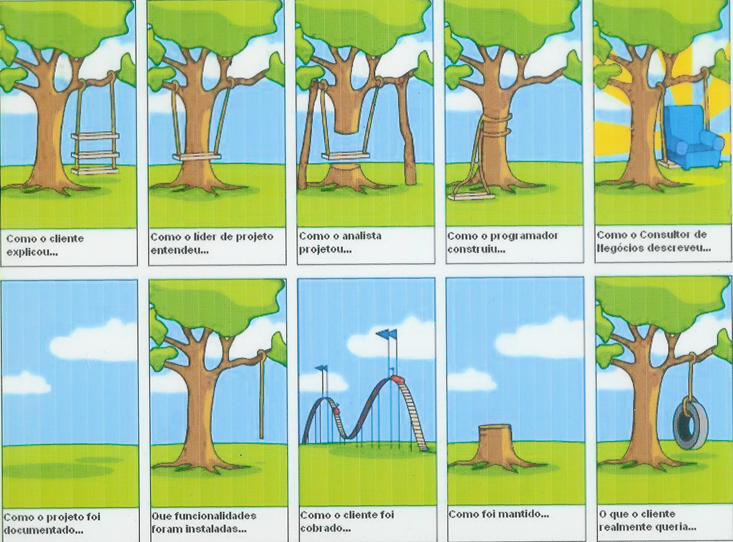 Como o cliente
explicou...
Como o líder de projeto
entendeu...
Como o analista
projetou...
Como o programador
construiu...
Como o Consultor de
Negócios descreveu...
Como o projeto foi
documentado...
Que funcionalidades
foram instaladas...
Como o cliente foi
cobrado...
Como foi mantido...
O que o cliente
realmente queria...